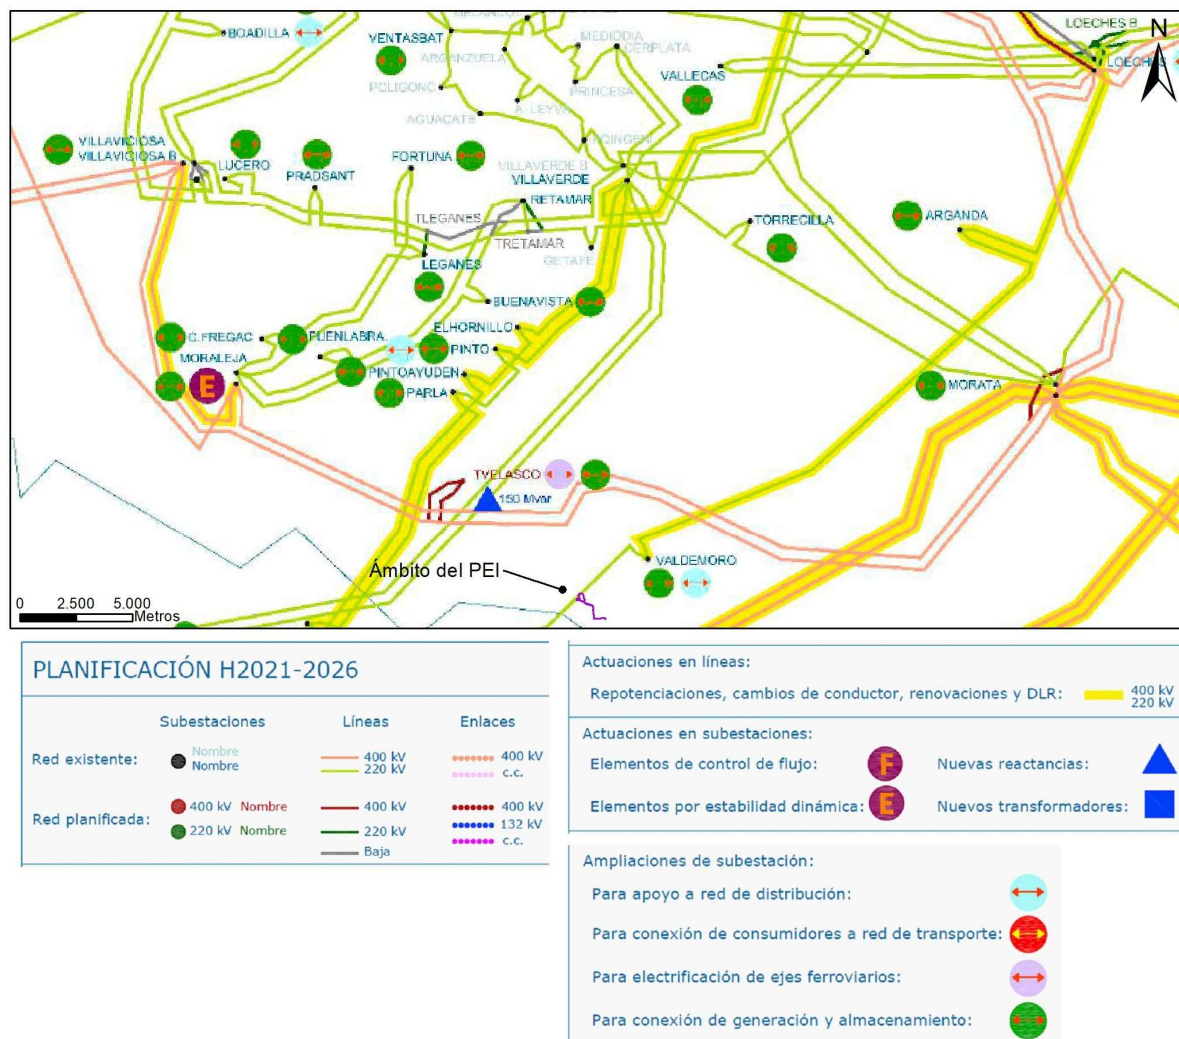 MELANCO
LOECHES B.
BOADILLA
VENTASBAT
MEDIODIA
CERPLATA
ARGANZUELA
LOECHES
N
VALLECAS
POLIGONO
PRINCESA
A. LEYVA
AGUACATE
VILLAVICIOSA
VILLAVICIOSA B
LUCERO
PRADSANT
FORTUNA
VILLAVERDE B.
VILLAVERDE
RETAMAR
TLEGANES
TRETAMAR
TORRECILLA
ARGANDA
LEGANES
GETAFE
BUENAVISTA
ELHORNILLO
C.FREGAC
FUENLABRA.
PINTO
MORALEJA
E
PINTOAYUDEN
PARLA
MORATA
TVELASCO
150 Mvar
VALDEMORO
Ámbito del PEI
0 2.500 5.000
Metros
PLANIFICACIÓN H2021-2026
Subestaciones Líneas Enlaces
Red existente:
Nombre
Nombre
400 kV
220 kV
400 kV
c.c.
Red planificada:
400 kV Nombre
220 kV Nombre
400 kV
220 kV
Baja
400 kV
132 kV
c.c.
Actuaciones en líneas:
Repotenciaciones, cambios de conductor, renovaciones y DLR:
400 kV
220 kV
Actuaciones en subestaciones:
Elementos de control de flujo: F Nuevas reactancias:
Elementos por estabilidad dinámica: E Nuevos transformadores:
Ampliaciones de subestación:
Para apoyo a red de distribución:
Para conexión de consumidores a red de transporte:
Para electrificación de ejes ferroviarios:
Para conexión de generación y almacenamiento: